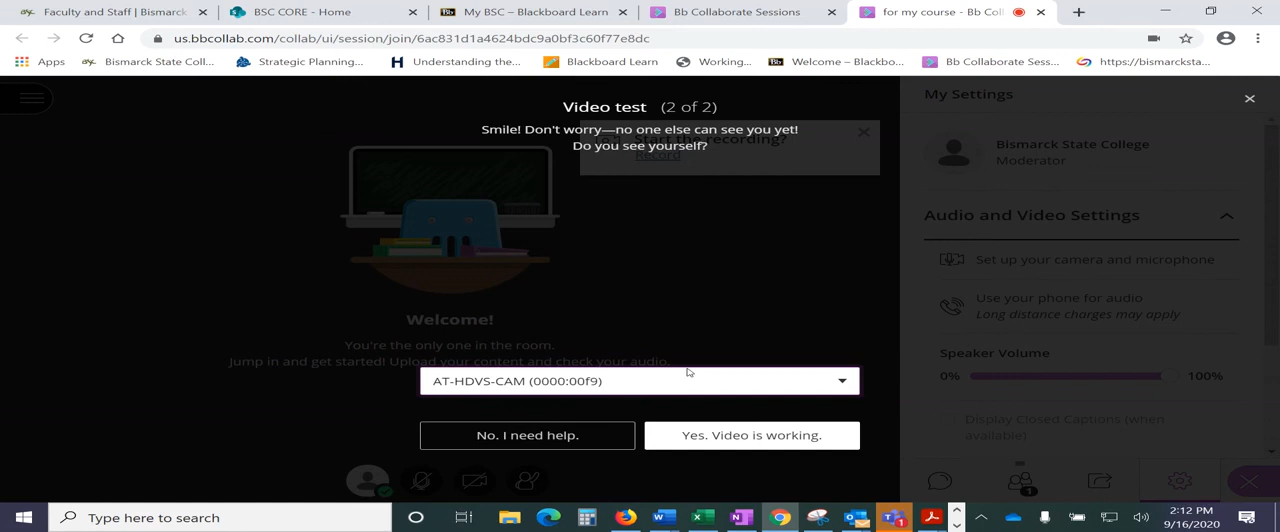 Faculty and Staff | Bismarck
BSC CORE - Home
My BSC – Blackboard Learn
Bb Collaborate Sessions
for my course - Bb Coll
us.bbcollab.com/collab/ui/session/join/6ac831d1a4624bdc9a0bf3c60f77e8dc
Apps
Bismarck State Coll...
Strategic Planning...
Understanding the...
Blackboard Learn
Working...
Welcome – Blackbo...
Bb Collaborate Sess...
https://bismarcksta...
Video test (2 of 2)
Smile! Don't worry—no one else can see you yet!
Do you see yourself?
Start the recording?
Record
My Settings
Bismarck State College
Moderator
Audio and Video Settings
Set up your camera and microphone
Use your phone for audio
Long distance charges may apply
Speaker Volume
0%
100%
Display Closed Captions (when
available)
Welcome!
You're the only one in the room.
Jump in and get started! Upload your content and check your audio.
AT-HDVS-CAM (0000:00f9)
No. I need help.
Yes. Video is working.
1
Type here to search
2:12 PM
9/16/2020